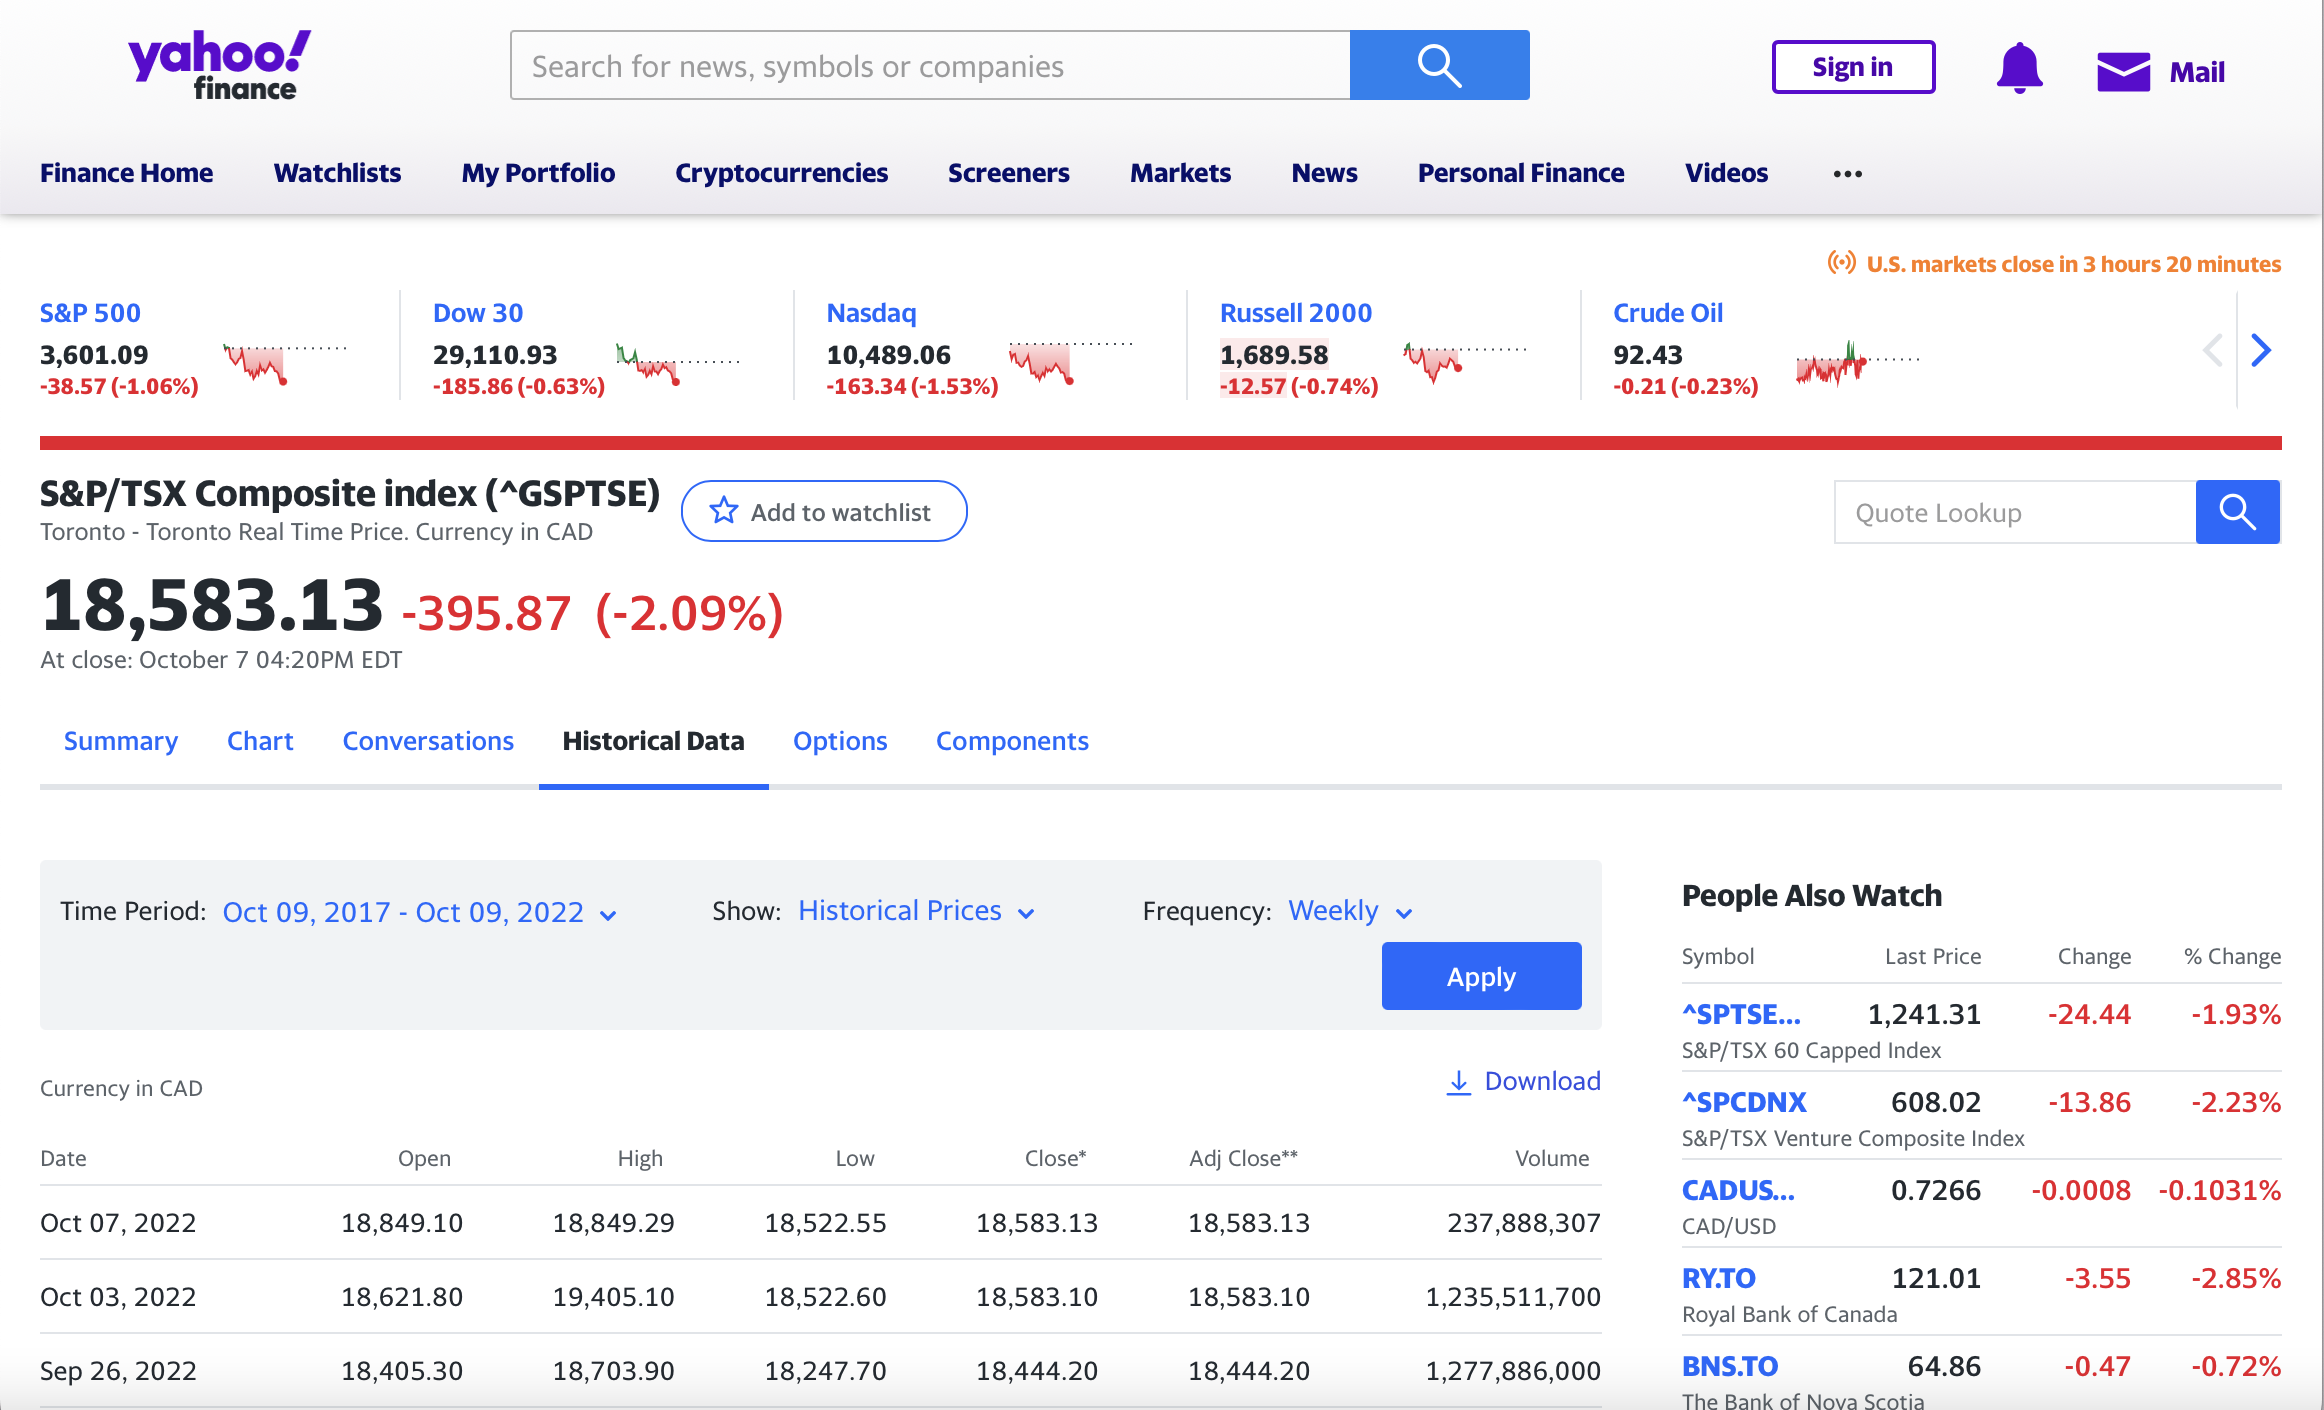 yahoo!
finance
Search for news, symbols or companies
Sign in
Mail
Finance Home Watchlists My Portfolio Cryptocurrencies Screeners Markets News Personal Finance Videos ...
U.S. markets close in 3 hours 20 minutes
S&P 500
3,601.09
-38.57 (-1.06%)
Dow 30
29,110.93
-185.86 (-0.63%)
Nasdaq
10,489.06
-163.34 (-1.53%)
Russell 2000
1,689.58
-12.57 (-0.74%)
Crude Oil
92.43
-0.21 (-0.23%)
S&P/TSX Composite index (^GSPTSE)
Toronto - Toronto Real Time Price. Currency in CAD
Add to watchlist
Quote Lookup
18,583.13 -395.87 (-2.09%)
At close: October 7 04:20PM EDT
Summary Chart Conversations Historical Data Options Components
Time Period: Oct 09, 2017 - Oct 09, 2022 Show: Historical Prices Frequency: Weekly
Apply
Currency in CAD
Download
Date Open High Low Close* Adj Close** Volume
Oct 07, 2022 18,849.10 18,849.29 18,522.55 18,583.13 18,583.13 237,888,307
Oct 03, 2022 18,621.80 19,405.10 18,522.60 18,583.10 18,583.10 1,235,511,700
Sep 26, 2022 18,405.30 18,703.90 18,247.70 18,444.20 18,444.20 1,277,886,000
People Also Watch
Symbol Last Price Change % Change
^SPTSE... 1,241.31 -24.44 -1.93%
S&P/TSX 60 Capped Index
^SPCDNX 608.02 -13.86 -2.23%
S&P/TSX Venture Composite Index
CADUS... 0.7266 -0.0008 -0.1031%
CAD/USD
RY.TO 121.01 -3.55 -2.85%
Royal Bank of Canada
BNS.TO 64.86 -0.47 -0.72%
The Bank of Nova Scotia